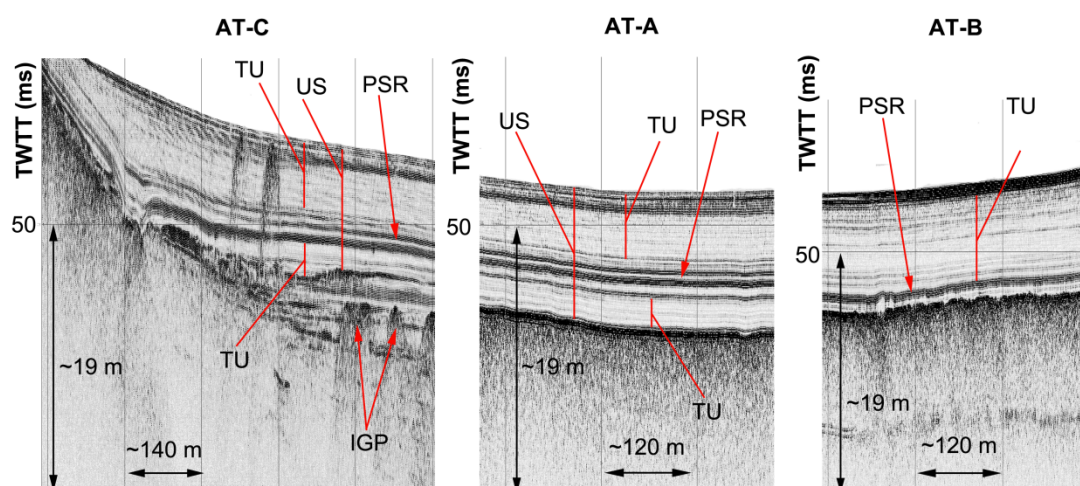 AT-C
TWTT (ms)
TU
US
PSR
50
TU
~19 m
IGP
~140 m
AT-A
TWTT (ms)
US
TU
PSR
50
~19 m
TU
~120 m
AT-B
TWTT (ms)
PSR
TU
50
~19 m
~120 m